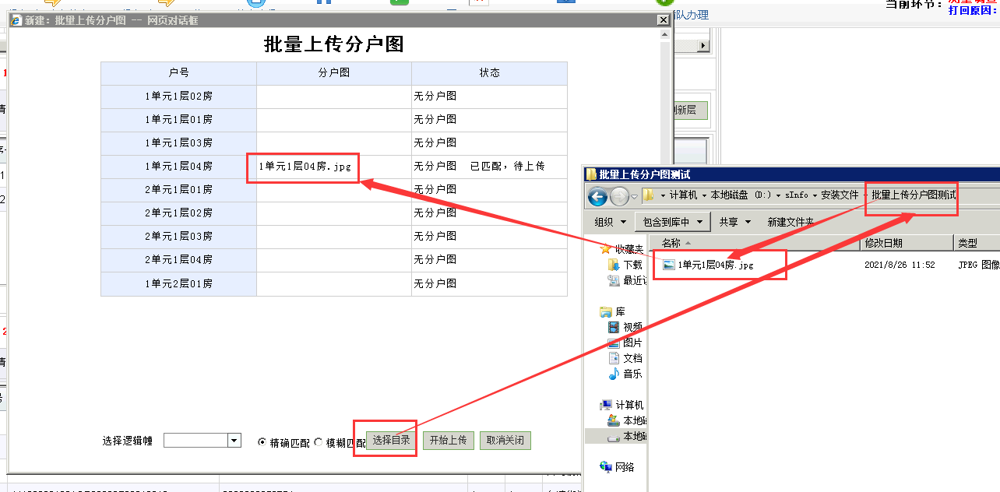 当前环节：
打回原因：
队办理
新建：批量上传分户图 -- 网页对话框
批量上传分户图
户号 分户图 状态
1单元1层02房 无分户图
1单元1层01房 无分户图
1单元1层03房 无分户图
1单元1层04房 1单元1层04房.jpg 无分户图 已匹配，待上传
2单元1层01房 无分户图
2单元1层02房 无分户图
2单元1层03房 无分户图
2单元1层04房 无分户图
1单元2层01房 无分户图
选择逻辑幢 精确匹配 模糊匹配 选择目录 开始上传 取消关闭
新层
批量上传分户图测试
计算机 本地磁盘 (D:) sInfo 安装文件 批量上传分户图测试
组织 包含到库中 共享 新建文件夹
名称 修改日期 类型
1单元1层04房.jpg 2021/8/26 11:52 JPEG 图像
收藏夹
下载
最近
库
视频
图片
文档
音乐
计算机
本地
本地
网络